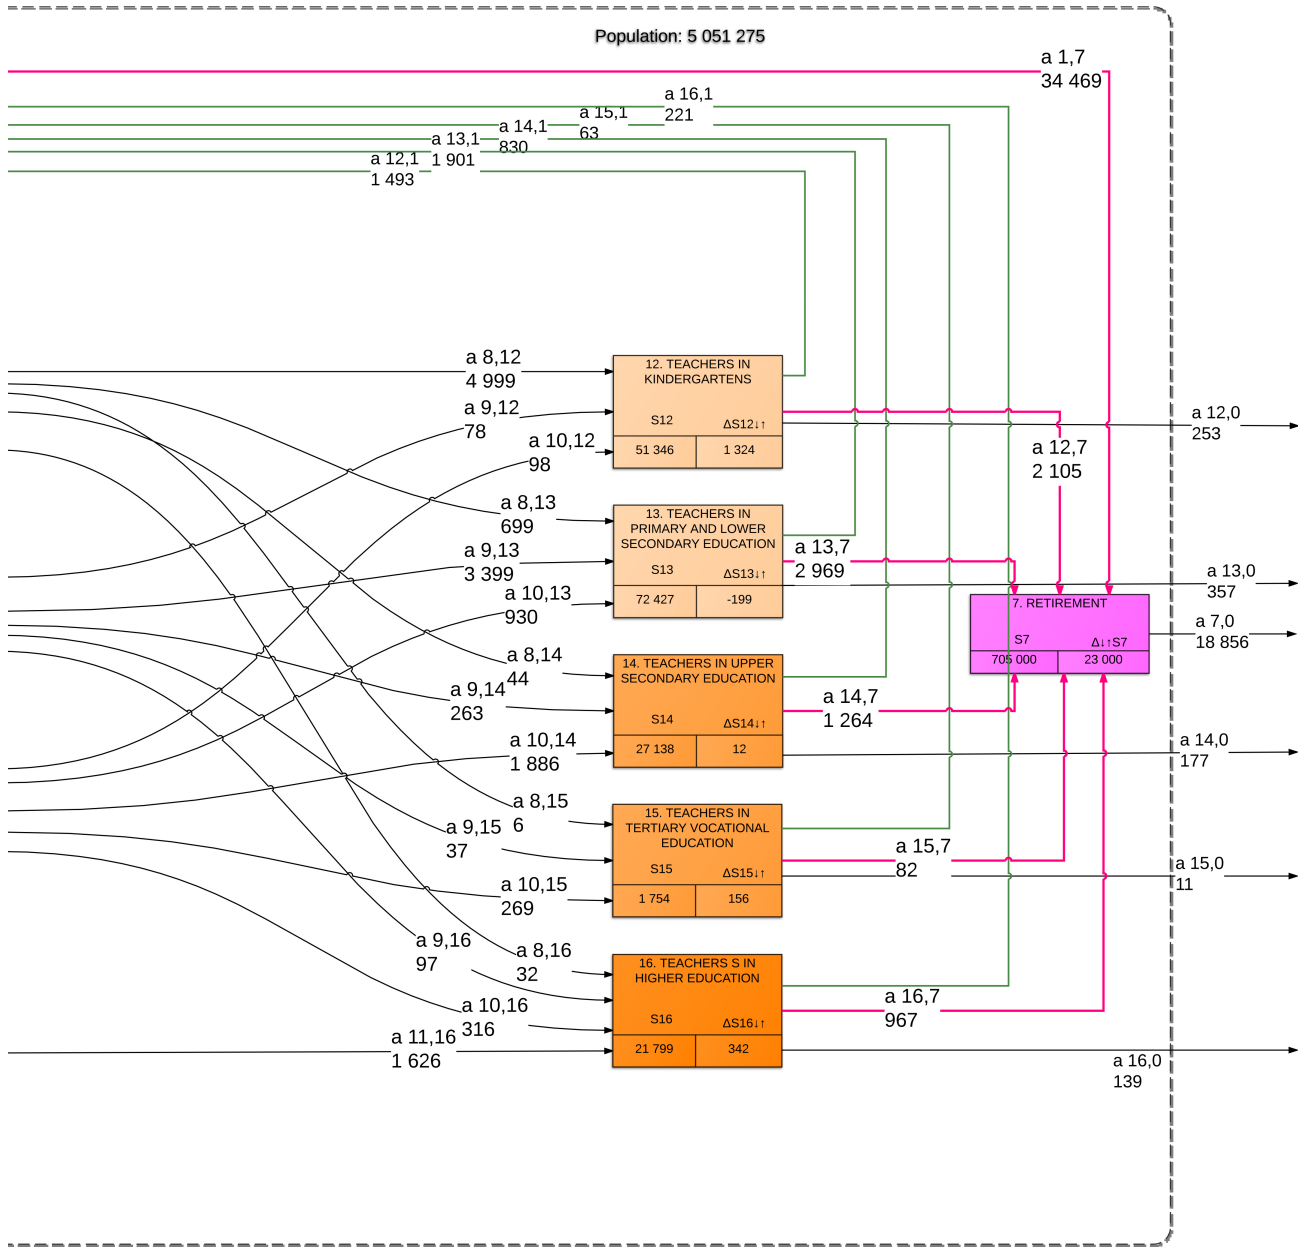 Population: 5 051 275
a 1,7
34 469
a 16,1
221
a 15,1
63
a 14,1
830
a 13,1
1 901
a 12,1
1 493
a 8,12
4 999
a 9,12
78
a 10,12
98
12. TEACHERS IN
KINDERGARTENS
S12
ΔS12↓↑
51 346
1 324
a 12,0
253
a 12,7
2 105
a 8,13
699
a 9,13
3 399
a 10,13
930
13. TEACHERS IN
PRIMARY AND LOWER
SECONDARY EDUCATION
S13
ΔS13↓↑
72 427
-199
a 13,7
2 969
a 13,0
357
7. RETIREMENT
S7
Δ↓↑S7
705 000
23 000
a 7,0
18 856
a 8,14
44
a 9,14
263
a 10,14
1 886
14. TEACHERS IN UPPER
SECONDARY EDUCATION
S14
ΔS14↓↑
27 138
12
a 14,7
1 264
a 14,0
177
a 8,15
6
a 9,15
37
a 10,15
269
15. TEACHERS IN
TERTIARY VOCATIONAL
EDUCATION
S15
ΔS15↓↑
1 754
156
a 15,7
82
a 15,0
11
a 9,16
97
a 8,16
32
a 10,16
316
a 11,16
1 626
16. TEACHERS S IN
HIGHER EDUCATION
S16
ΔS16↓↑
21 799
342
a 16,7
967
a 16,0
139